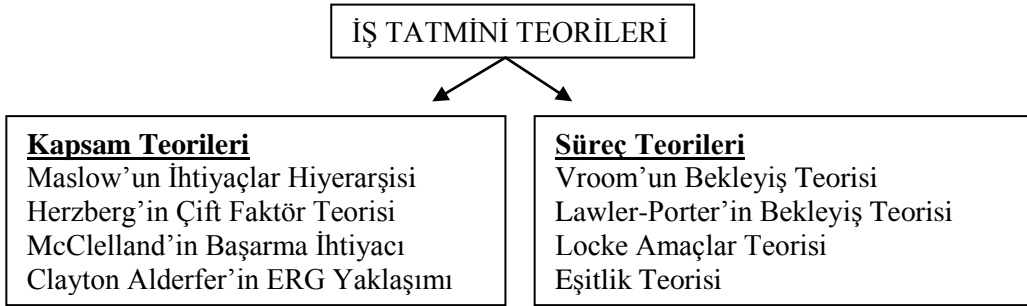 İŞ TATMİNİ TEORİLERİ
Kapsam Teorileri
Maslow’un İhtiyaçlar Hiyerarşisi
Herzberg’in Çift Faktör Teorisi
McClelland’in Başarma İhtiyacı
Clayton Alderfer’in ERG Yaklaşımı
Süreç Teorileri
Vroom’un Bekleyiş Teorisi
Lawler-Porter’in Bekleyiş Teorisi
Locke Amaçlar Teorisi
Eşitlik Teorisi